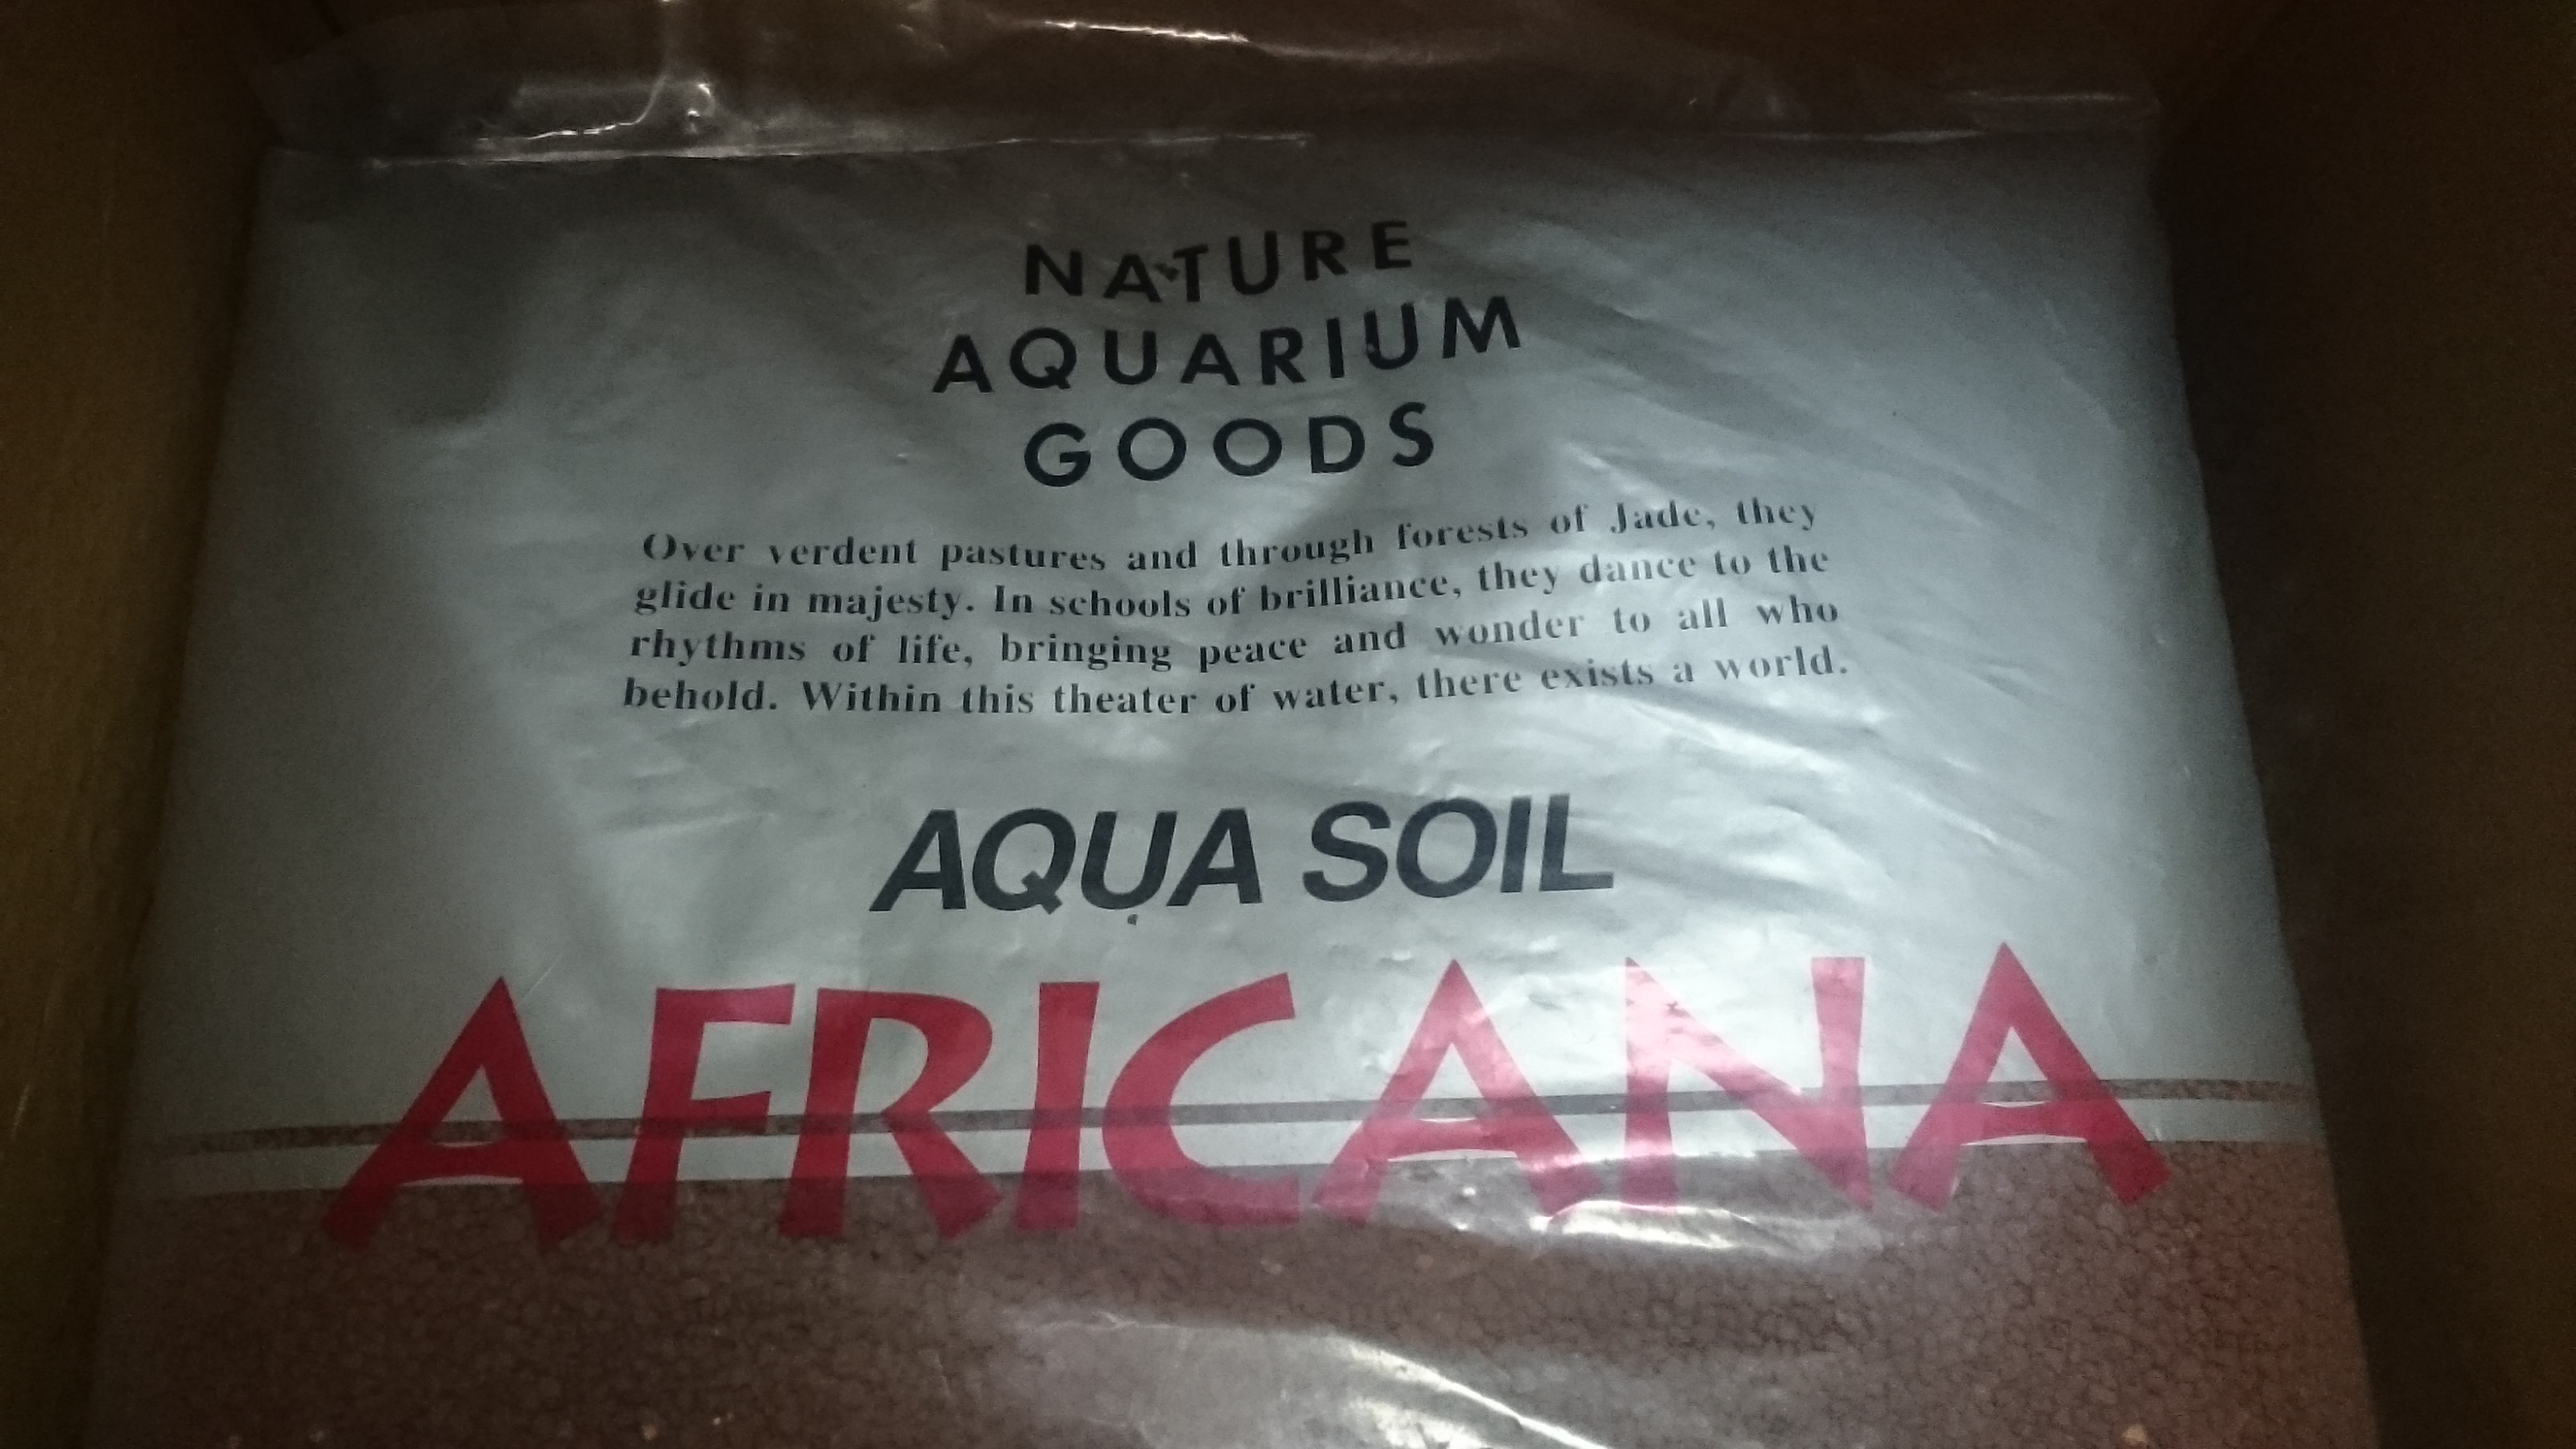 NATURE
AQUARIUM
GOODS
Over verdent pastures and through forests of Jade, they
glide in majesty. In schools of brilliance, they dance to the
rhythms of life, bringing peace and wonder to all who
behold. Within this theater of water, there exists a world.
AQUA SOIL
AFRICANA